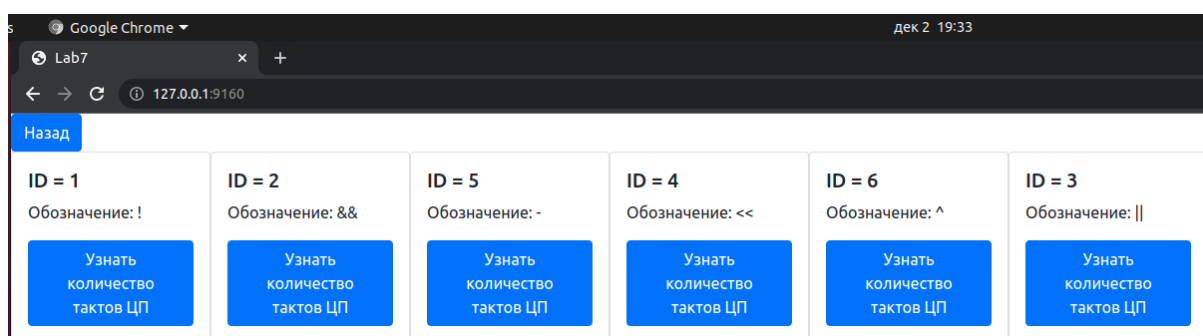 s Google Chrome дек 2 19:33
Lab7
127.0.0.1:9160
Назад
ID = 1 ID = 2 ID = 5 ID = 4 ID = 6 ID = 3
Обозначение: ! Обозначение: && Обозначение: - Обозначение: << Обозначение: ^ Обозначение: ||
Узнать Узнать Узнать Узнать Узнать Узнать
количество количество количество количество количество количество
тактов ЦП тактов ЦП тактов ЦП тактов ЦП тактов ЦП тактов ЦП